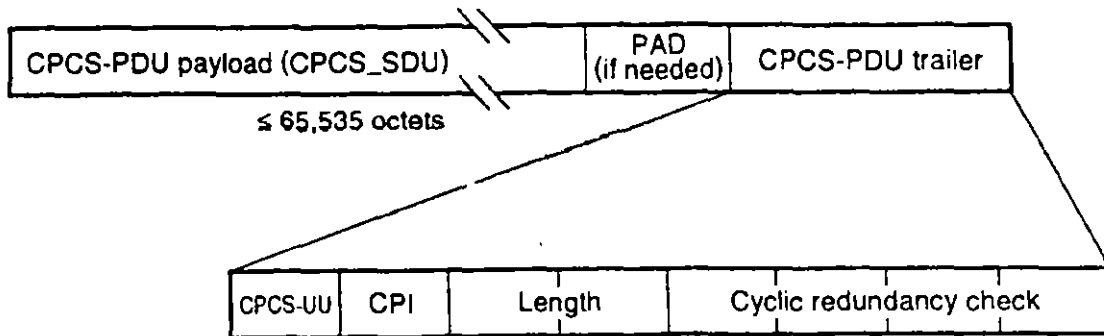 CPCS-PDU payload (CPCS_SDU)
PAD
(if needed)
CPCS-PDU trailer
≤ 65,535 octets
CPCS-UU
CPI
Length
Cyclic redundancy check